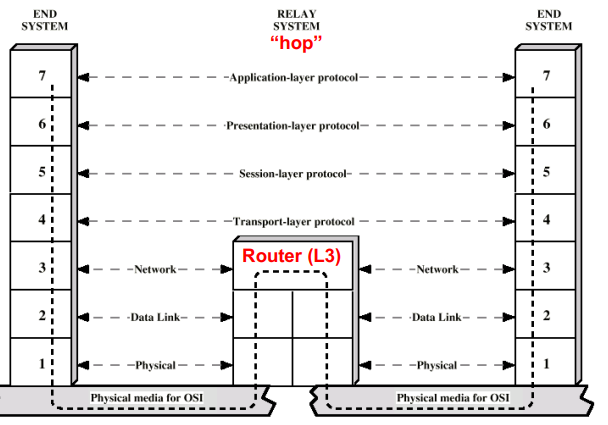 END SYSTEM
RELAY SYSTEM
"hop"
END SYSTEM
7 Application-layer protocol 7
6 Presentation-layer protocol 6
5 Session-layer protocol 5
4 Transport-layer protocol 4
Router (L3)
3 Network Network 3
2 Data Link Data Link 2
1 Physical Physical 1
Physical media for OSI Physical media for OSI